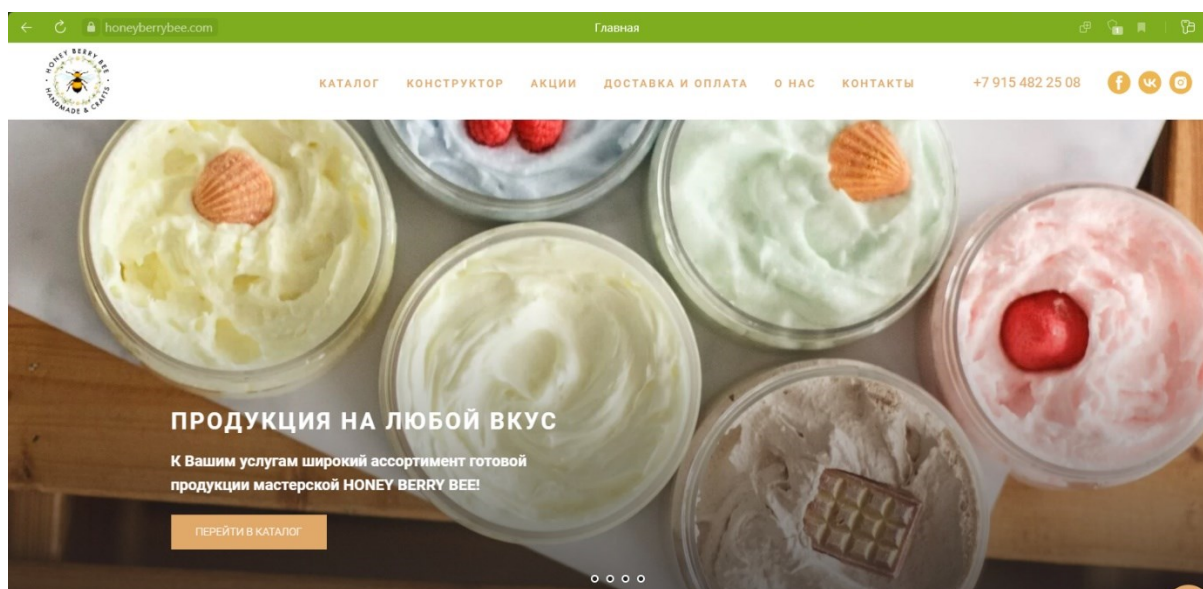 honeyberrybee.com
Главная
1
HONEY BERRY BEE
HANDMADE & CRAFTS
КАТАЛОГ КОНСТРУКТОР АКЦИИ ДОСТАВКА И ОПЛАТА О НАС КОНТАКТЫ +7 915 482 25 08
ПРОДУКЦИЯ НА ЛЮБОЙ ВКУС
К Вашим услугам широкий ассортимент готовой
продукции мастерской HONEY BERRY BEE!
ПЕРЕЙТИ В КАТАЛОГ